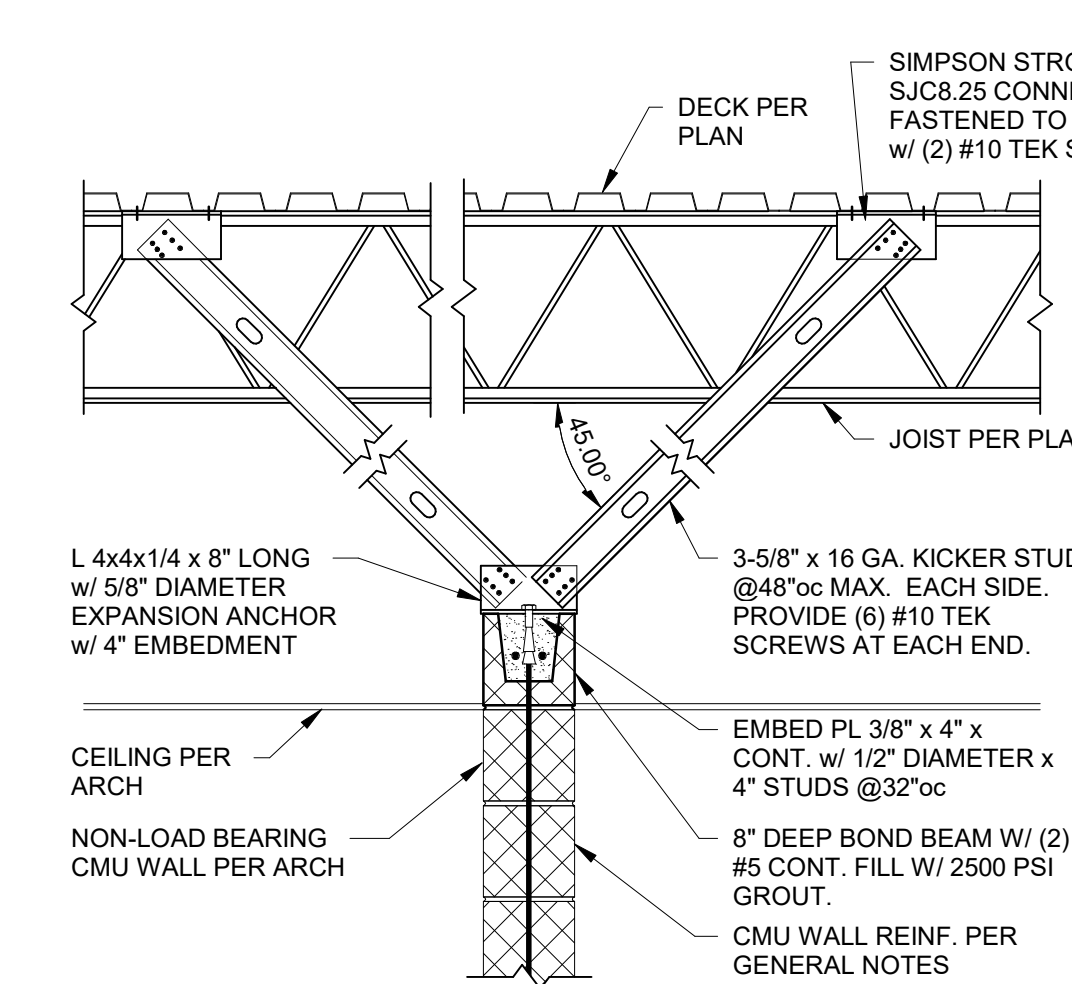 SIMPSON
SJC8.25
FASTENED TO
w/ (2) #10 TEK
DECK PER
PLAN
45.00°
JOIST PER
L 4x4x1/4 x 8" LONG
w/ 5/8" DIAMETER
EXPANSION ANCHOR
w/ 4" EMBEDMENT
3-5/8" x 16 GA. KICKER STUD
@48"oc MAX. EACH SIDE.
PROVIDE (6) #10 TEK
SCREWS AT EACH END.
CEILING PER
ARCH
EMBED PL 3/8" x 4" x
CONT. w/ 1/2" DIAMETER x
4" STUDS @32"oc
NON-LOAD BEARING
CMU WALL PER ARCH
8" DEEP BOND BEAM W/ (2)
#5 CONT. FILL W/ 2500 PSI
GROUT.
CMU WALL REINF. PER
GENERAL NOTES